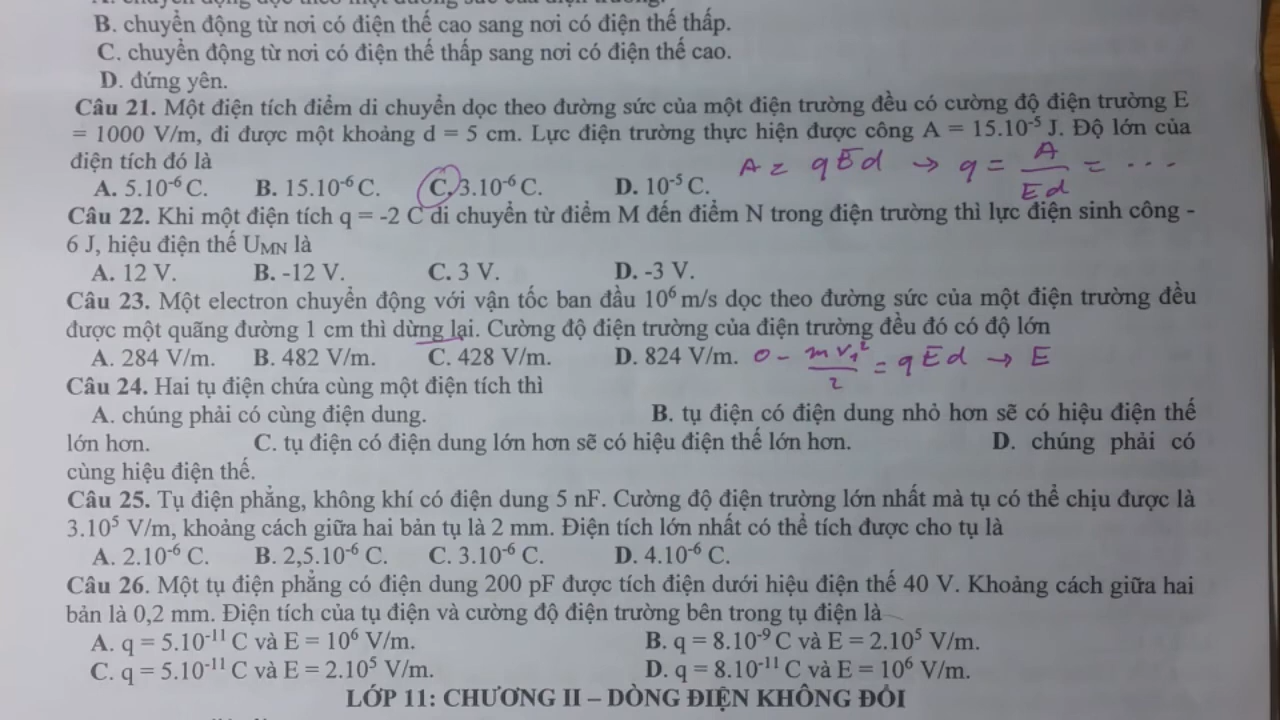 B. chuyển động từ nơi có điện thế cao sang nơi có điện thế thấp.
C. chuyển động từ nơi có điện thế thấp sang nơi có điện thế cao.
D. đứng yên.
Câu 21. Một điện tích điểm di chuyển dọc theo đường sức của một điện trường đều có cường độ điện trường E
= 1000 V/m, đi được một khoảng d = 5 cm. Lực điện trường thực hiện được công A = 15.10⁻⁵ J. Độ lớn của
điện tích đó là
A = qEd → q = A/Ed = ...
A. 5.10⁻⁶ C. B. 15.10⁻⁶ C. C. 3.10⁻⁶ C. D. 10⁻⁵ C.
Câu 22. Khi một điện tích q = -2 C di chuyển từ điểm M đến điểm N trong điện trường thì lực điện sinh công -
6 J, hiệu điện thế UMN là
A. 12 V. B. -12 V. C. 3 V. D. -3 V.
Câu 23. Một electron chuyển động với vận tốc ban đầu 10⁶ m/s dọc theo đường sức của một điện trường đều
được một quãng đường 1 cm thì dừng lại. Cường độ điện trường của điện trường đều đó có độ lớn
A. 284 V/m. B. 482 V/m. C. 428 V/m. D. 824 V/m. 0 - mv₁²/2 = qEd → E
Câu 24. Hai tụ điện chứa cùng một điện tích thì
A. chúng phải có cùng điện dung. B. tụ điện có điện dung nhỏ hơn sẽ có hiệu điện thế
lớn hơn. C. tụ điện có điện dung lớn hơn sẽ có hiệu điện thế lớn hơn. D. chúng phải có
cùng hiệu điện thế.
Câu 25. Tụ điện phẳng, không khí có điện dung 5 nF. Cường độ điện trường lớn nhất mà tụ có thể chịu được là
3.10⁵ V/m, khoảng cách giữa hai bản tụ là 2 mm. Điện tích lớn nhất có thể tích được cho tụ là
A. 2.10⁻⁶ C. B. 2,5.10⁻⁶ C. C. 3.10⁻⁶ C. D. 4.10⁻⁶ C.
Câu 26. Một tụ điện phẳng có điện dung 200 pF được tích điện dưới hiệu điện thế 40 V. Khoảng cách giữa hai
bản là 0,2 mm. Điện tích của tụ điện và cường độ điện trường bên trong tụ điện là
A. q = 5.10⁻¹¹ C và E = 10⁶ V/m. B. q = 8.10⁻⁹ C và E = 2.10⁵ V/m.
C. q = 5.10⁻¹¹ C và E = 2.10⁵ V/m. D. q = 8.10⁻¹¹ C và E = 10⁶ V/m.
LỚP 11: CHƯƠNG II – DÒNG ĐIỆN KHÔNG ĐỔI